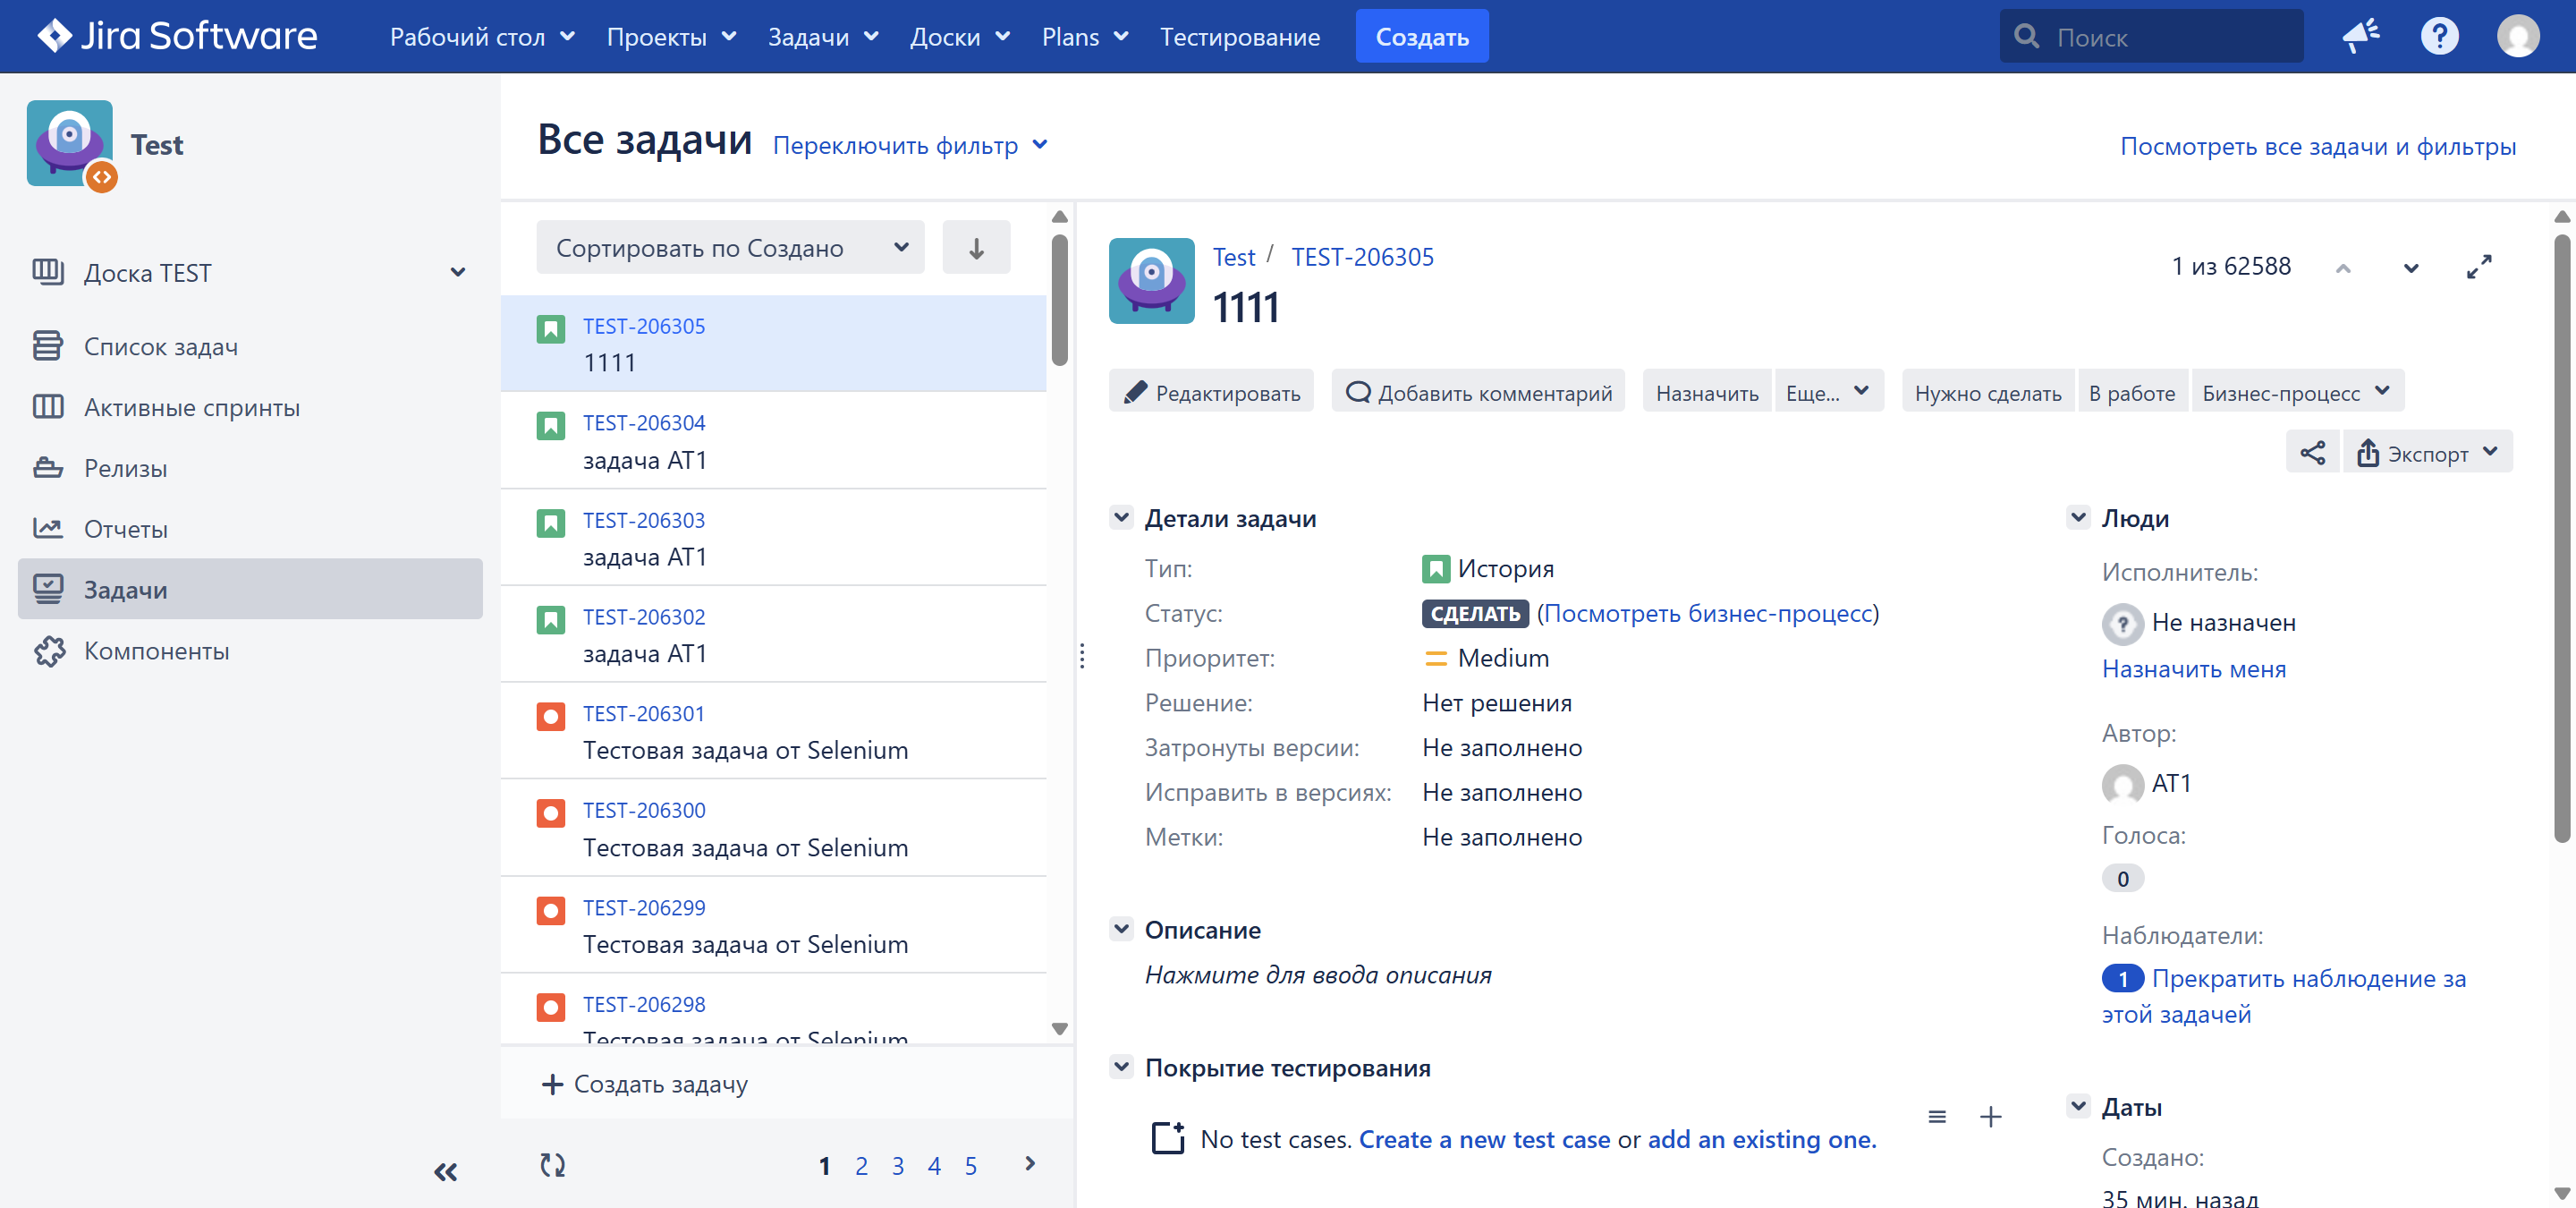 Jira Software
Рабочий стол
Проекты
Задачи
Доски
Plans
Тестирование
Создать
Поиск
Test
Доска TEST
Список задач
Активные спринты
Релизы
Отчеты
Задачи
Компоненты
Все задачи
Переключить фильтр
Посмотреть все задачи и фильтры
Сортировать по Создано
TEST-206305
1111
TEST-206304
задача АТ1
TEST-206303
задача АТ1
TEST-206302
задача АТ1
TEST-206301
Тестовая задача от Selenium
TEST-206300
Тестовая задача от Selenium
TEST-206299
Тестовая задача от Selenium
TEST-206298
Тестовая задача от Selenium
Создать задачу
1 2 3 4 5
Test / TEST-206305
1111
1 из 62588
Редактировать
Добавить комментарий
Назначить
Еще...
Нужно сделать
В работе
Бизнес-процесс
Экспорт
Детали задачи
Тип: История
Статус: СДЕЛАТЬ (Посмотреть бизнес-процесс)
Приоритет: Medium
Решение: Нет решения
Затронуты версии: Не заполнено
Исправить в версиях: Не заполнено
Метки: Не заполнено
Описание
Нажмите для ввода описания
Покрытие тестирования
No test cases. Create a new test case or add an existing one.
Люди
Исполнитель:
Не назначен
Назначить меня
Автор:
АТ1
Голоса:
0
Наблюдатели:
1 Прекратить наблюдение за
этой задачей
Даты
Создано:
35 мин. назад